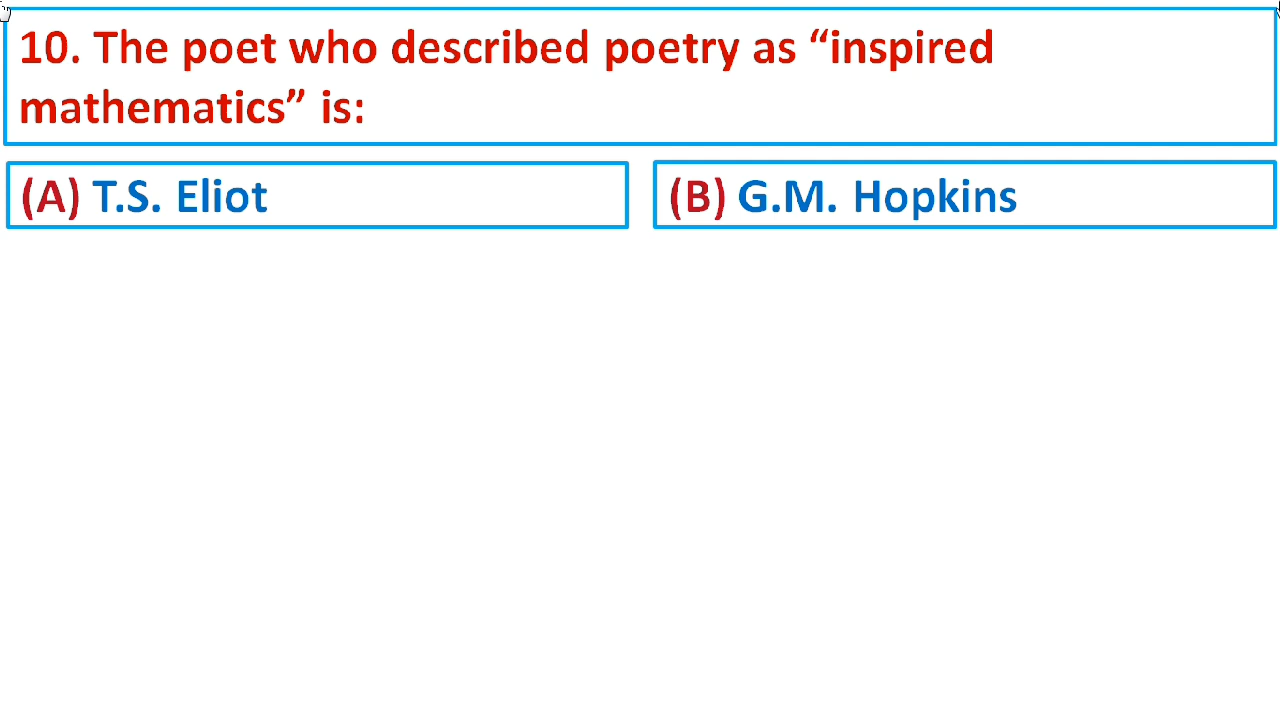 10. The poet who described poetry as “inspired
mathematics” is:
(A) T.S. Eliot
(B) G.M. Hopkins